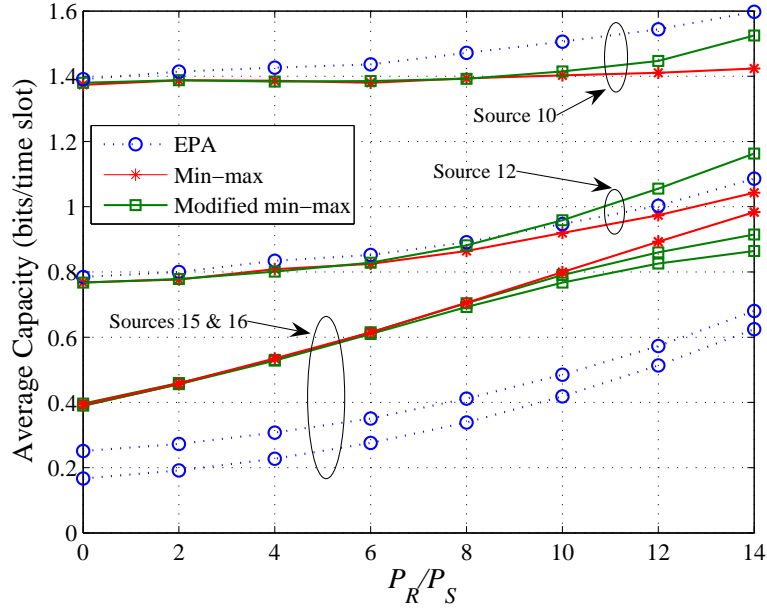 1.6
1.4
1.2
1
0.8
0.6
0.4
0.2
0
Average Capacity (bits/time slot)
EPA
Min−max
Modified min−max
Source 10
Source 12
Sources 15 & 16
0 2 4 6 8 10 12 14
P_R/P_S